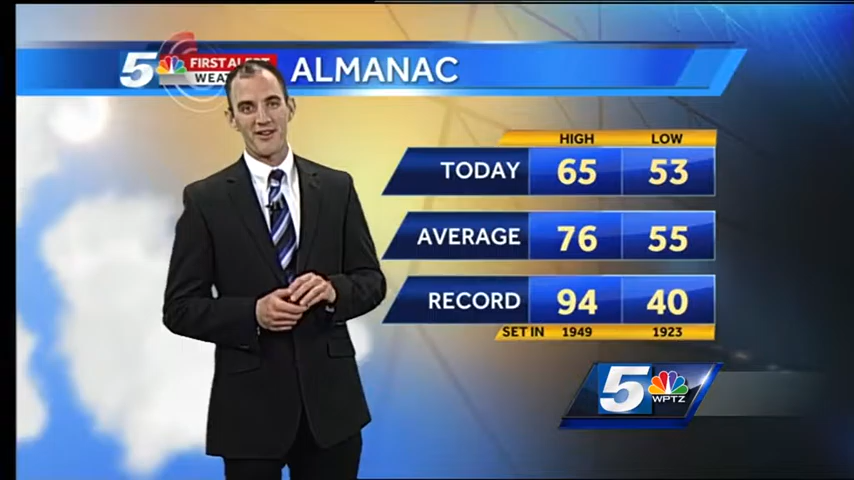 5 FIRST ALERT
WEAT
ALMANAC
HIGH LOW
TODAY 65 53
AVERAGE 76 55
RECORD 94 40
SET IN 1949 1923
5 WPTZ